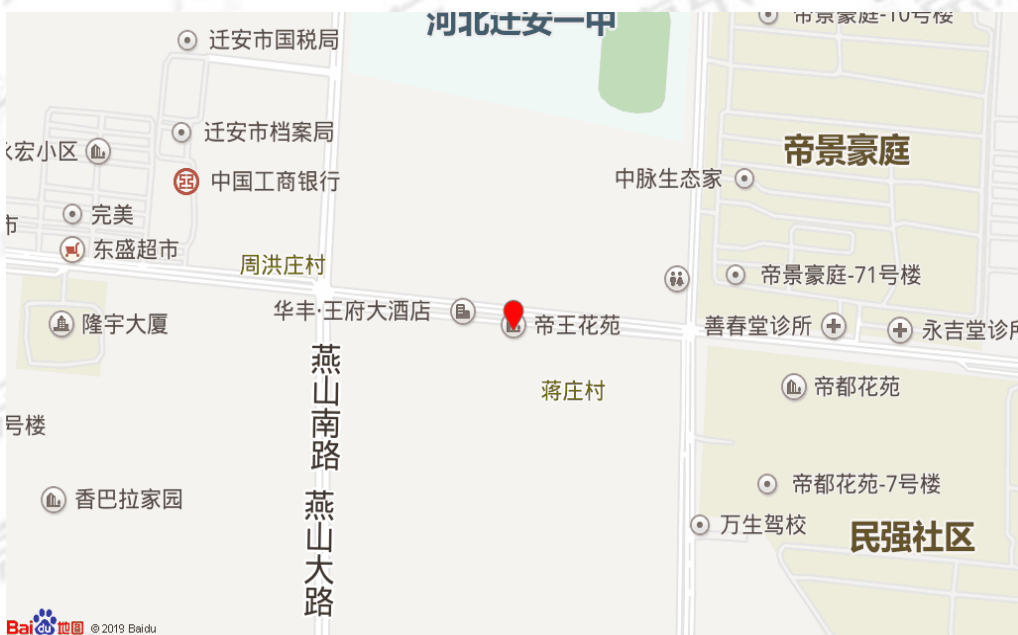 河北迁安一中
帝景豪庭-10号楼
迁安市国税局
迁安市档案局
永宏小区
中国工商银行
帝景豪庭
中脉生态家
完美
市
东盛超市
周洪庄村
帝景豪庭-71号楼
华丰·王府大酒店
帝王花苑
隆宇大厦
善春堂诊所
永吉堂诊所
燕山南路
蒋庄村
帝都花苑
号楼
香巴拉家园
帝都花苑-7号楼
燕山大路
万生驾校
民强社区
Bai du 地图 © 2019 Baidu